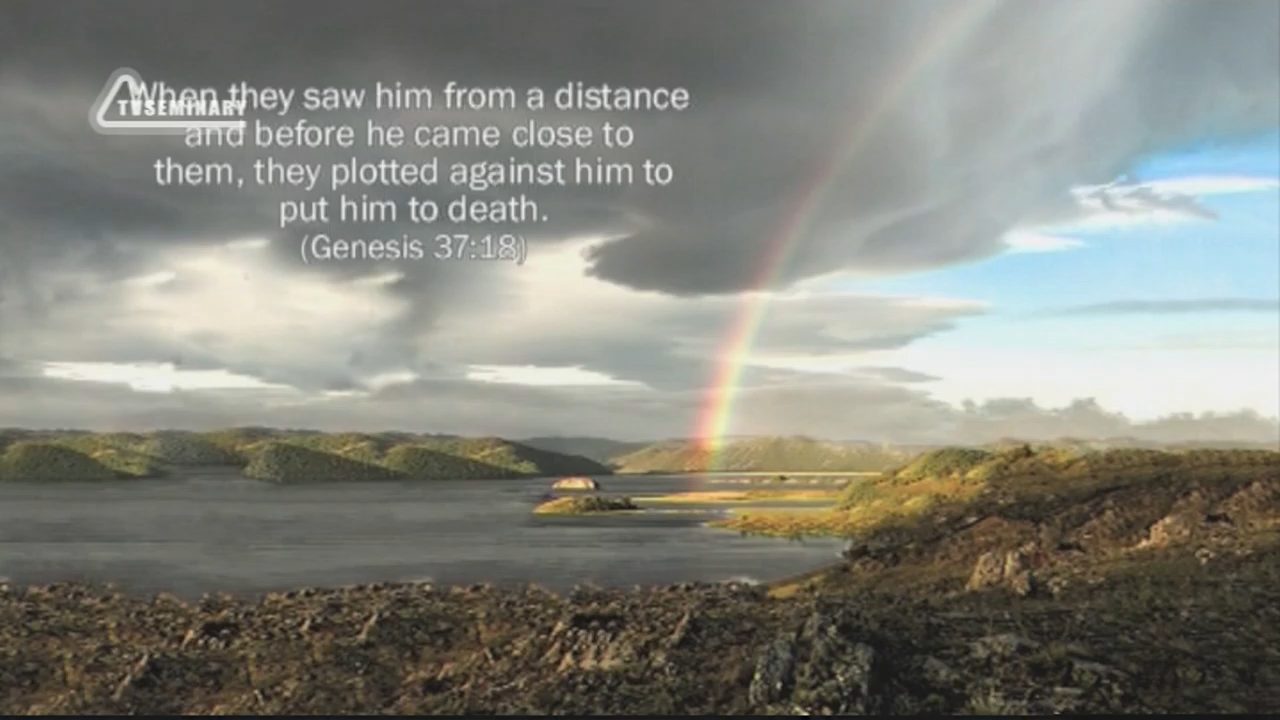 When they saw him from a distance
TVSEMINARY
and before he came close to
them, they plotted against him to
put him to death.
(Genesis 37:18)